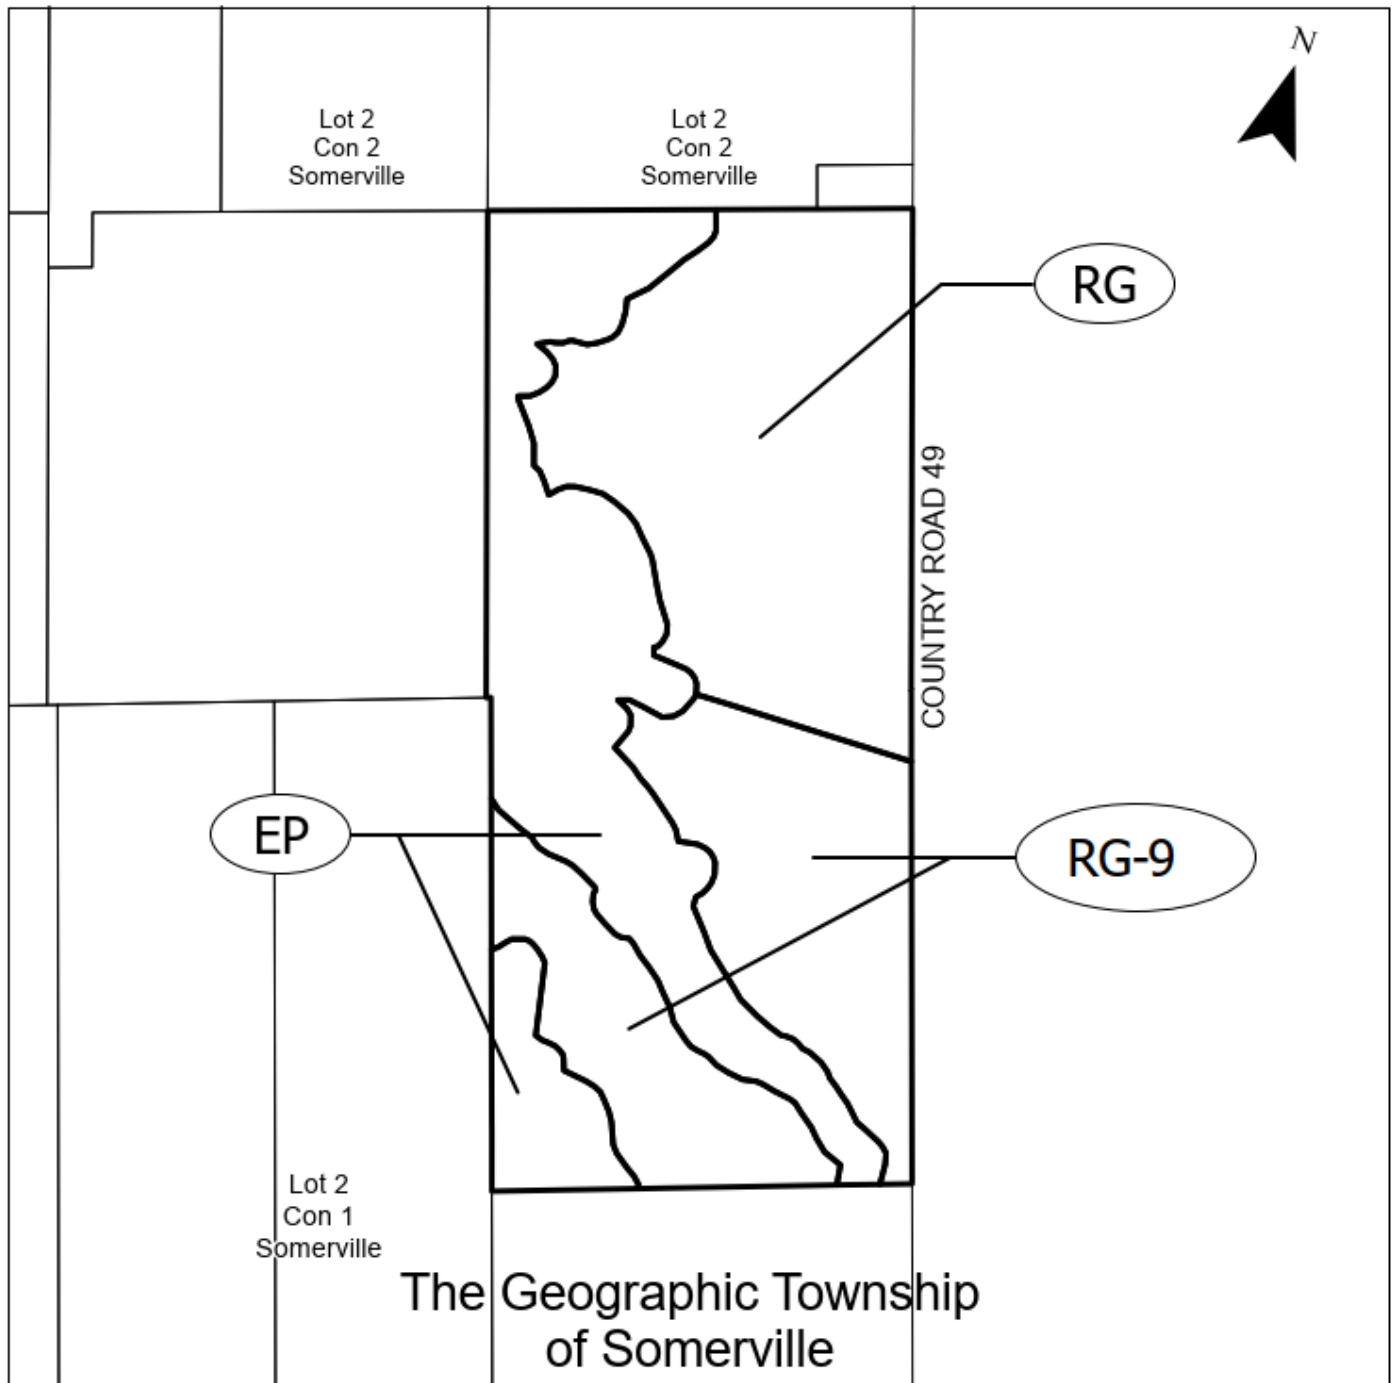 N
Lot 2
Con 2
Somerville
Lot 2
Con 2
Somerville
RG
COUNTRY ROAD 49
EP
RG-9
Lot 2
Con 1
Somerville
The Geographic Township
of Somerville